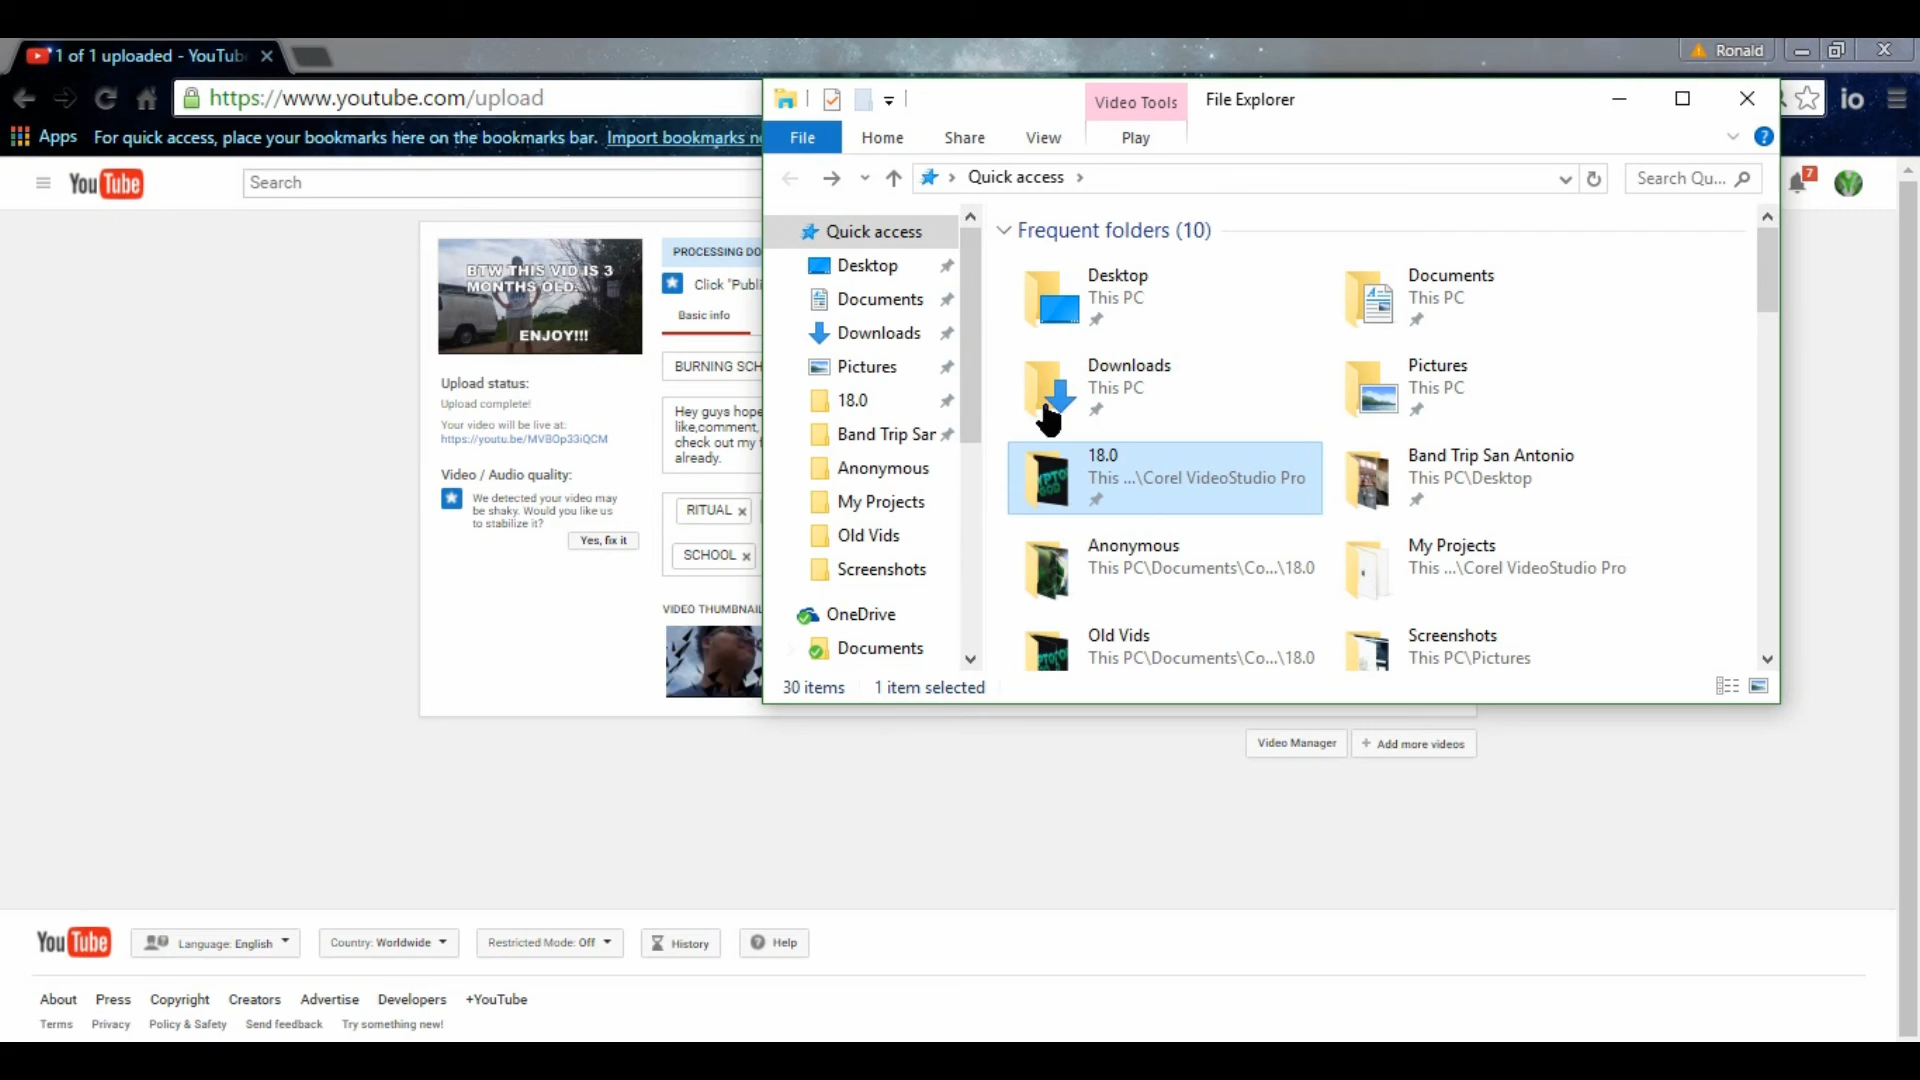 1 of 1 uploaded - YouTub
Ronald
https://www.youtube.com/upload
io
Apps
For quick access, place your bookmarks here on the bookmarks bar. Import bookmarks
YouTube
Search
7
BTW THIS VID IS 3
MONTHS OLD.
ENJOY!!!
Upload status:
Upload complete!
Your video will be live at:
https://youtu.be/MVBOp33iQCM
Video / Audio quality:
We detected your video may
be shaky. Would you like us
to stabilize it?
Yes, fix it
PROCESSING DO
Click "Publi
Basic info
BURNING SCH
Hey guys hope
like,comment,
check out my f
already.
RITUAL
SCHOOL
VIDEO THUMBNAIL
Video Tools
File Explorer
File
Home
Share
View
Play
Quick access
Search Qu...
Quick access
Desktop
Documents
Downloads
Pictures
18.0
Band Trip Sar
Anonymous
My Projects
Old Vids
Screenshots
OneDrive
Documents
Frequent folders (10)
Desktop
This PC
Documents
This PC
Downloads
This PC
Pictures
This PC
18.0
This ...\Corel VideoStudio Pro
Band Trip San Antonio
This PC\Desktop
Anonymous
This PC\Documents\Co...\18.0
My Projects
This ...\Corel VideoStudio Pro
Old Vids
This PC\Documents\Co...\18.0
Screenshots
This PC\Pictures
30 items
1 item selected
Video Manager
+ Add more videos
YouTube
Language: English
Country: Worldwide
Restricted Mode: Off
History
Help
About
Press
Copyright
Creators
Advertise
Developers
+YouTube
Terms
Privacy
Policy & Safety
Send feedback
Try something new!